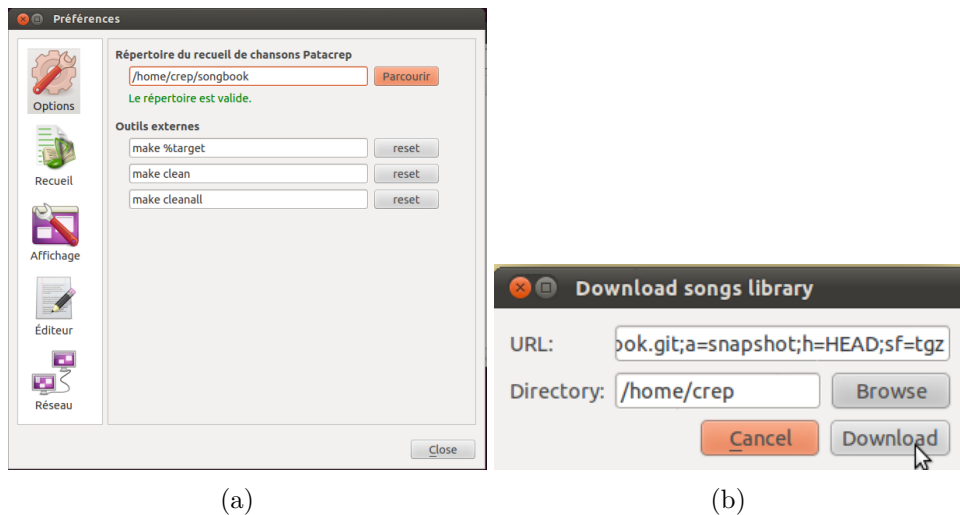 Préférences
Options
Recueil
Affichage
Éditeur
Réseau
Répertoire du recueil de chansons Patacrep
/home/crep/songbook Parcourir
Le répertoire est valide.
Outils externes
make %target reset
make clean reset
make cleanall reset
Close
(a)
Download songs library
URL: ook.git;a=snapshot;h=HEAD;sf=tgz
Directory: /home/crep Browse
Cancel Download
(b)